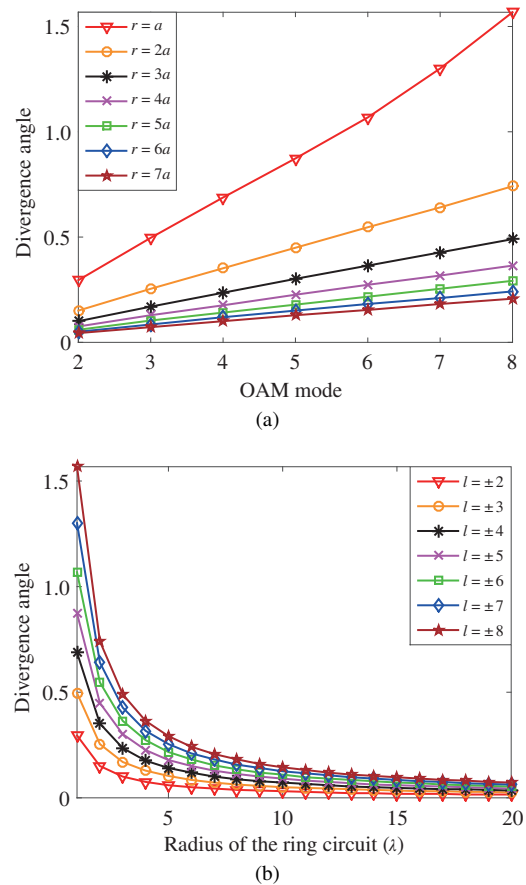 1.5
1.0
0.5
0
Divergence angle
r = a
r = 2a
r = 3a
r = 4a
r = 5a
r = 6a
r = 7a
2 3 4 5 6 7 8
OAM mode
(a)
1.5
1.0
0.5
0
Divergence angle
l = ± 2
l = ± 3
l = ± 4
l = ± 5
l = ± 6
l = ± 7
l = ± 8
5 10 15 20
Radius of the ring circuit (λ)
(b)